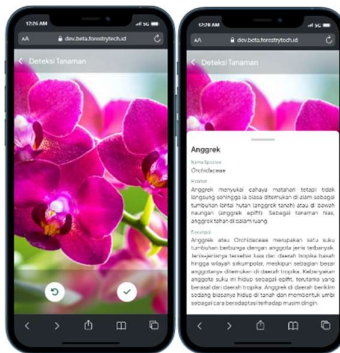 12:26 AM
5G
AA
dev.beta.forestrytech.id
Deteksi Tanaman
12:28 AM
5G
AA
dev.beta.forestrytech.id
Deteksi Tanaman
Anggrek
Nama Spesies
Orchidaceae
Habitat
Anggrek menyukai cahaya matahari tetapi tidak
langsung sehingga ia biasa ditemukan di alam sebagai
tumbuhan lantai hutan (anggrek tanah) atau di bawah
naungan (anggrek epifit). Sebagai tanaman hias,
anggrek tahan di dalam ruang.
Deskripsi
Anggrek atau Orchidaceae merupakan satu suku
tumbuhan berbunga dengan anggota jenis terbanyak.
Jenis-jenisnya tersebar luas dari daerah tropika basah
hingga wilayah sirkumpolar, meskipun sebagian besar
anggotanya ditemukan di daerah tropika. Kebanyakan
anggota suku ini hidup sebagai epifit, terutama yang
berasal dari daerah tropika. Anggrek di daerah beriklim
sedang biasanya hidup di tanah dan membentuk umbi
sebagai cara beradaptasi terhadap musim dingin.